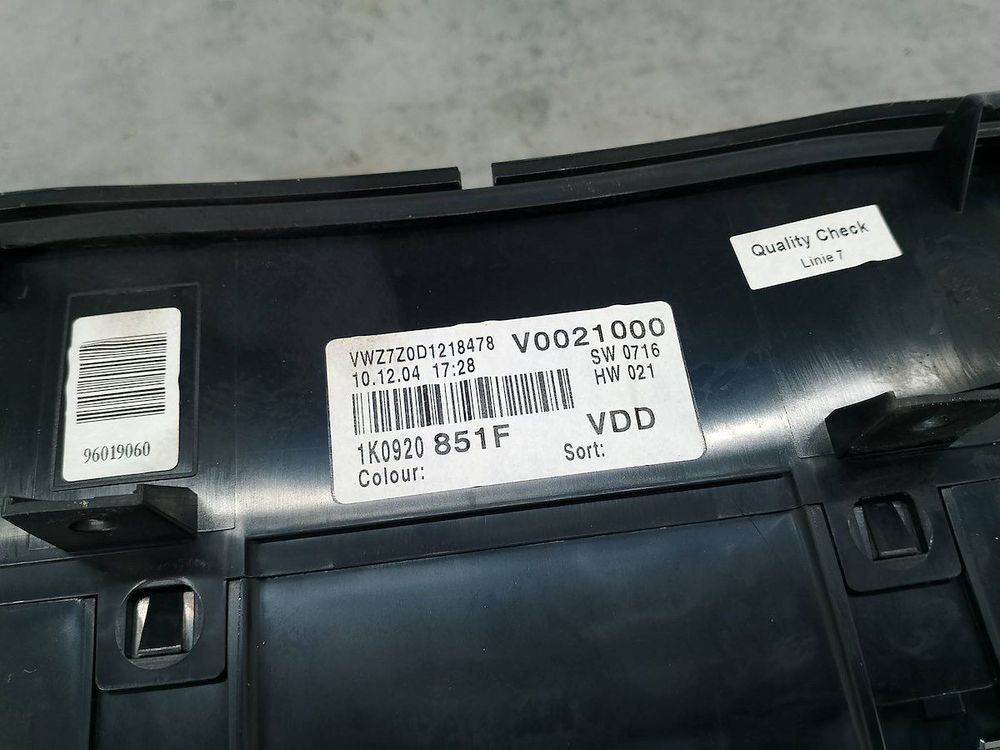 Quality Check
Linie 7
VWZ7Z0D1218478 V0021000
10.12.04 17:28 SW 0716
HW 021
1K0920 851F VDD
Colour: Sort:
96019060